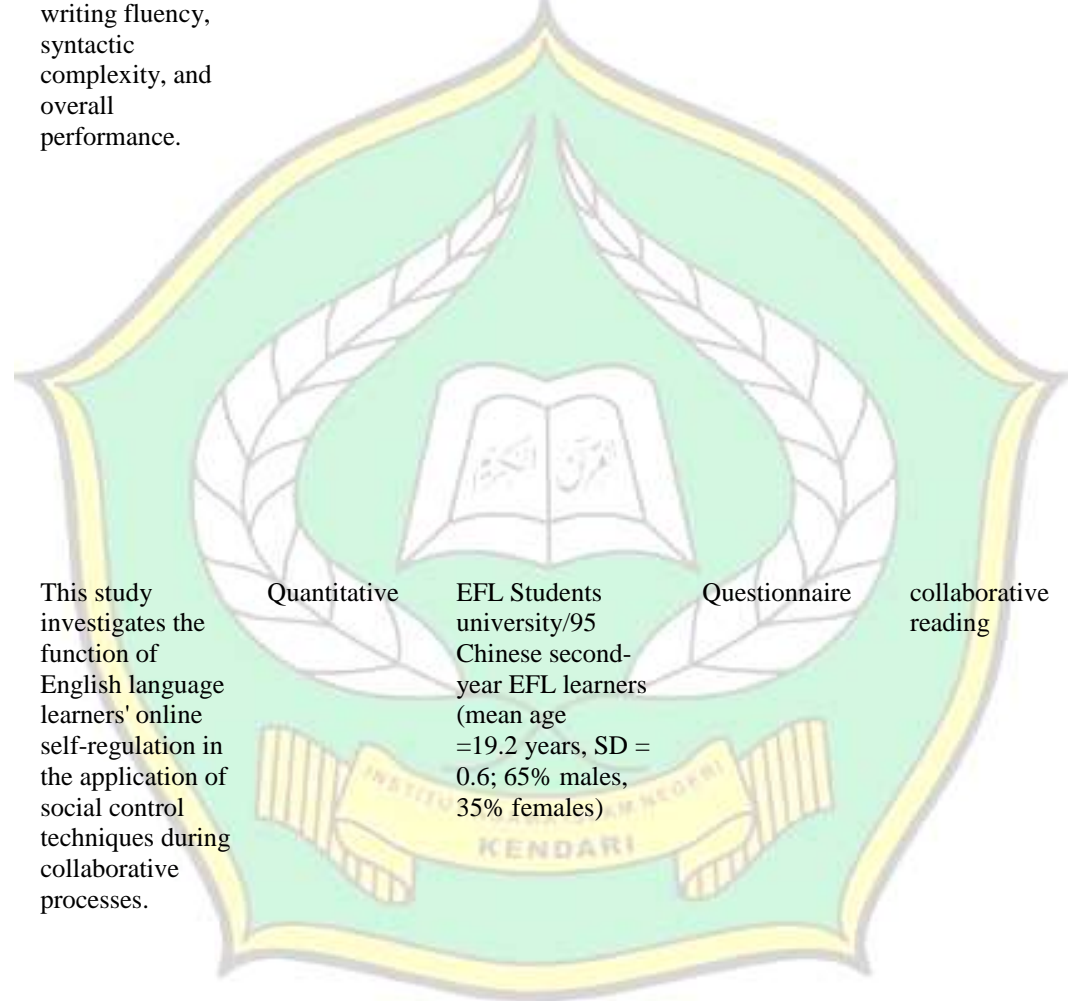 writing fluency,
syntactic
complexity, and
overall
performance.
This study
investigates the
function of
English language
learners' online
self-regulation in
the application of
social control
techniques during
collaborative
processes.
Quantitative
EFL Students
university/95
Chinese second-
year EFL learners
(mean age
=19.2 years, SD =
0.6; 65% males,
35% females)
Questionnaire
collaborative
reading
KENDARI